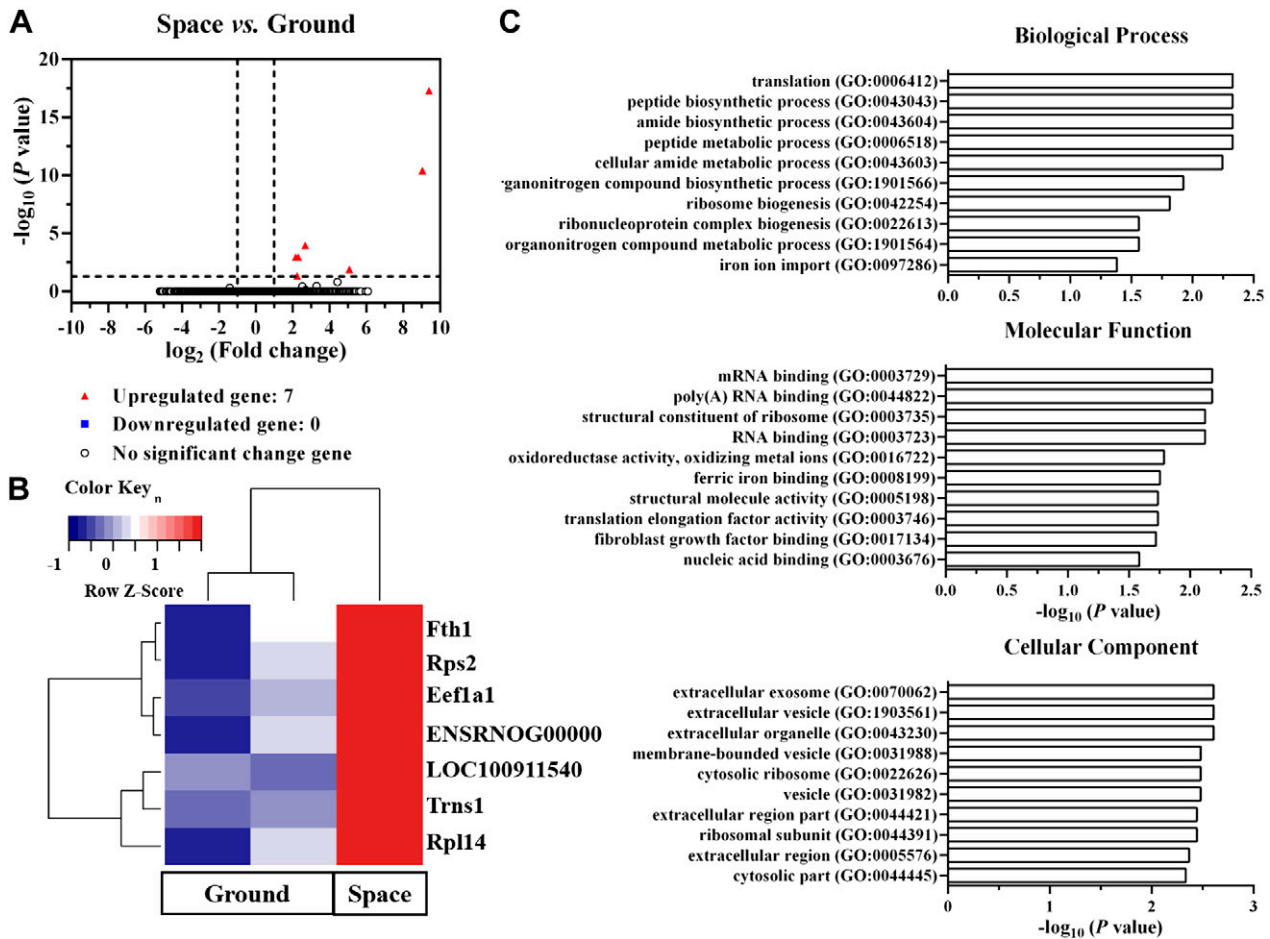 A
Space vs. Ground
20
15
10
5
0
-log10 (P value)
-10 -8 -6 -4 -2 0 2 4 6 8 10
log2 (Fold change)
Upregulated gene: 7
Downregulated gene: 0
No significant change gene
B
Color Key n
-1 0 1
Row Z-Score
Fth1
Rps2
Eef1a1
ENSRNOG00000
LOC100911540
Trns1
Rpl14
Ground Space
C
Biological Process
translation (GO:0006412)
peptide biosynthetic process (GO:0043043)
amide biosynthetic process (GO:0043604)
peptide metabolic process (GO:0006518)
cellular amide metabolic process (GO:0043603)
rganonitrogen compound biosynthetic process (GO:1901566)
ribosome biogenesis (GO:0042254)
ribonucleoprotein complex biogenesis (GO:0022613)
organonitrogen compound metabolic process (GO:1901564)
iron ion import (GO:0097286)
0.0 0.5 1.0 1.5 2.0 2.5
Molecular Function
mRNA binding (GO:0003729)
poly(A) RNA binding (GO:0044822)
structural constituent of ribosome (GO:0003735)
RNA binding (GO:0003723)
oxidoreductase activity, oxidizing metal ions (GO:0016722)
ferric iron binding (GO:0008199)
structural molecule activity (GO:0005198)
translation elongation factor activity (GO:0003746)
fibroblast growth factor binding (GO:0017134)
nucleic acid binding (GO:0003676)
0.0 0.5 1.0 1.5 2.0 2.5
-log10 (P value)
Cellular Component
extracellular exosome (GO:0070062)
extracellular vesicle (GO:1903561)
extracellular organelle (GO:0043230)
membrane-bounded vesicle (GO:0031988)
cytosolic ribosome (GO:0022626)
vesicle (GO:0031982)
extracellular region part (GO:0044421)
ribosomal subunit (GO:0044391)
extracellular region (GO:0005576)
cytosolic part (GO:0044445)
0 1 2 3
-log10 (P value)